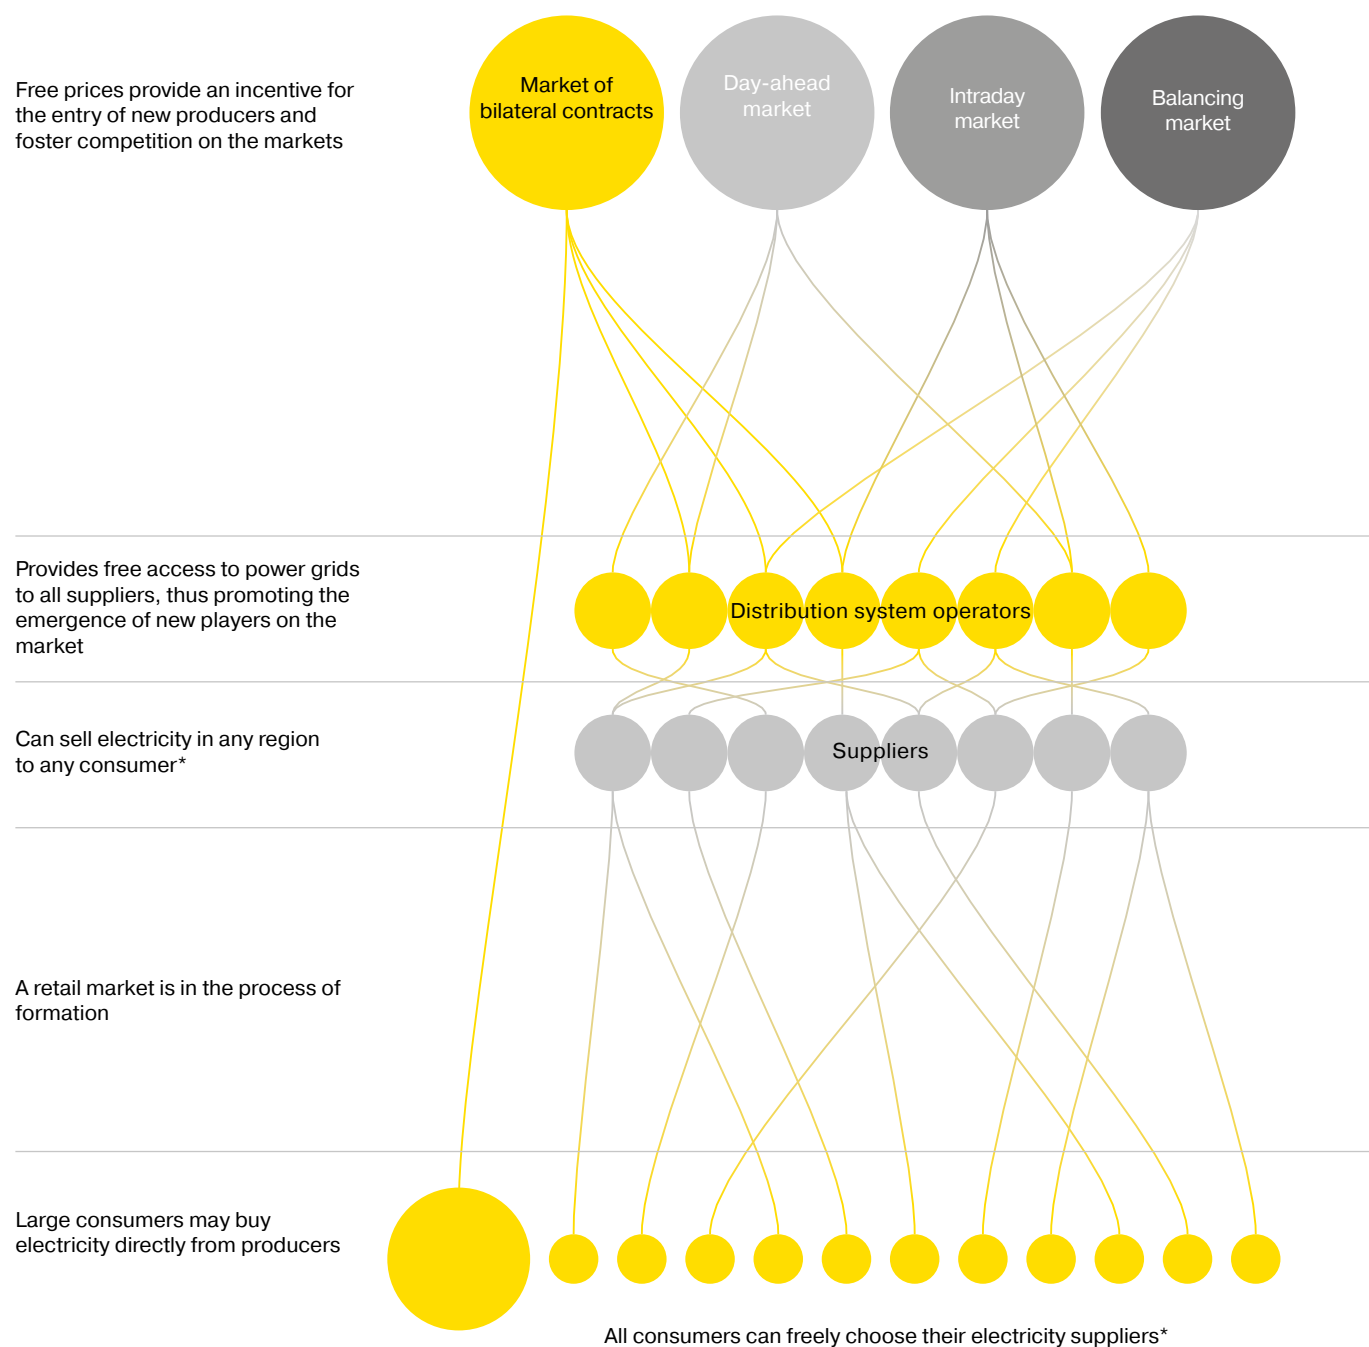 Free prices provide an incentive for
the entry of new producers and
foster competition on the markets
Market of
bilateral contracts
Day-ahead
market
Intraday
market
Balancing
market
Provides free access to power grids
to all suppliers, thus promoting the
emergence of new players on the
market
Distribution system operators
Can sell electricity in any region
to any consumer*
Suppliers
A retail market is in the process of
formation
Large consumers may buy
electricity directly from producers
All consumers can freely choose their electricity suppliers*